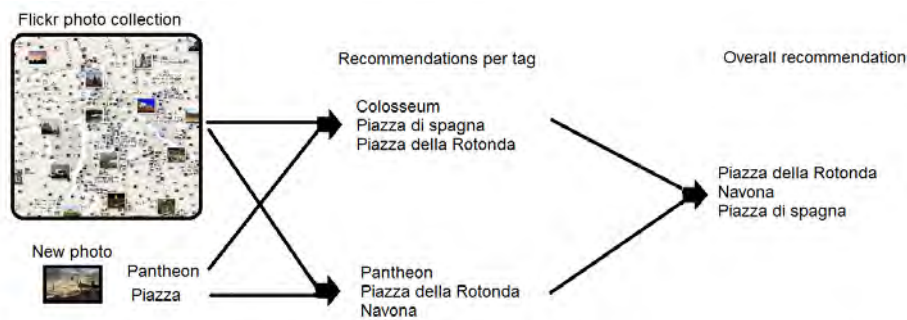 Flickr photo collection
Recommendations per tag
Overall recommendation
Colosseum
Piazza di spagna
Piazza della Rotonda
Piazza della Rotonda
Navona
Piazza di spagna
New photo
Pantheon
Piazza
Pantheon
Piazza della Rotonda
Navona